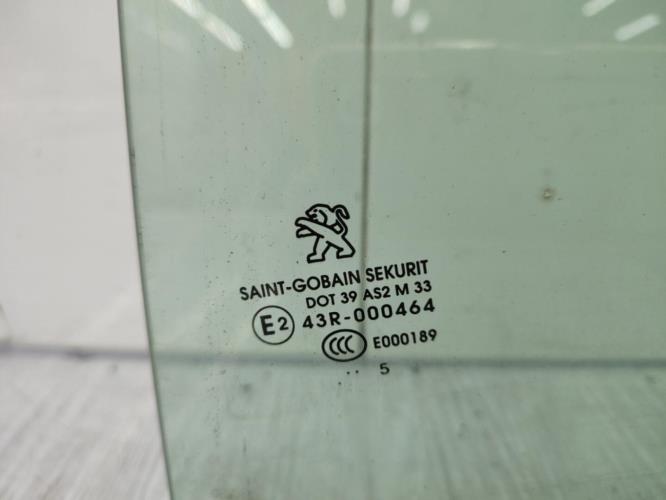 SAINT-GOBAIN SEKURIT
DOT 39 AS2 M 33
E2 43R-000464
CCC E000189
.. 5